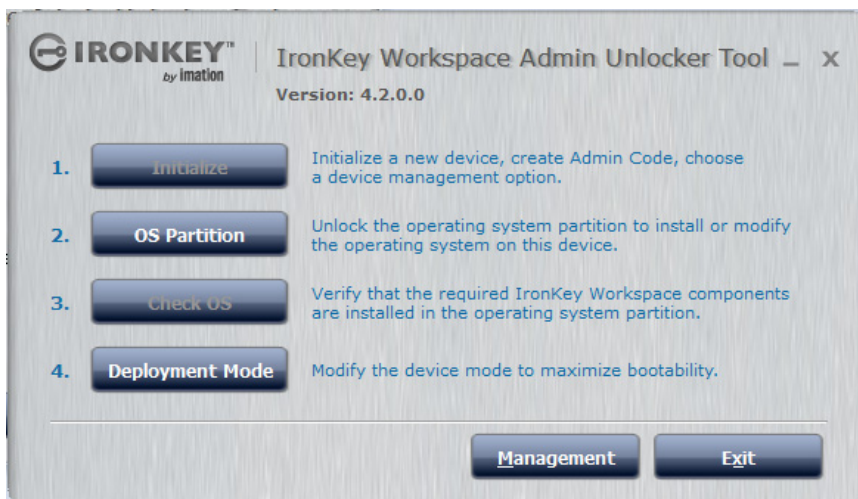 IRONKEY™
by imation
IronKey Workspace Admin Unlocker Tool
Version: 4.2.0.0
1. Initialize
Initialize a new device, create Admin Code, choose
a device management option.
2. OS Partition
Unlock the operating system partition to install or modify
the operating system on this device.
3. Check OS
Verify that the required IronKey Workspace components
are installed in the operating system partition.
4. Deployment Mode
Modify the device mode to maximize bootability.
Management
Exit